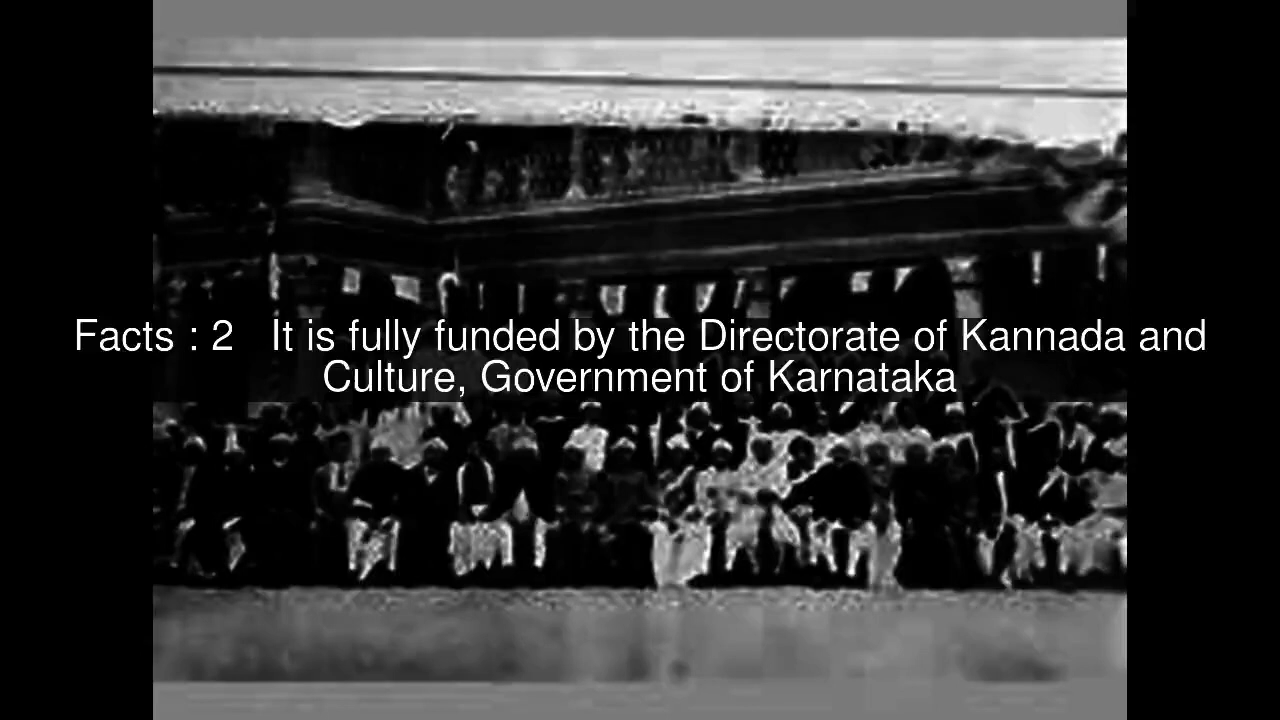 Facts : 2 It is fully funded by the Directorate of Kannada and
Culture, Government of Karnataka